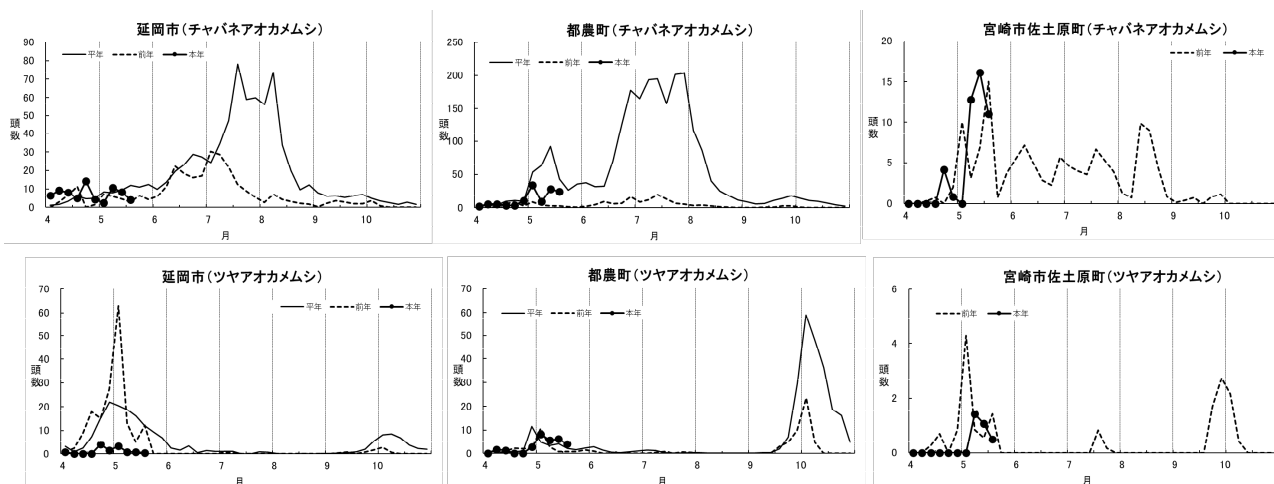 延岡市(チャバネアオカメムシ)
平年 前年 本年
90
80
70
60
50
40
30
20
10
0
頭数
4 5 6 7 8 9 10
月
都農町(チャバネアオカメムシ)
平年 前年 本年
250
200
150
100
50
0
頭数
4 5 6 7 8 9 10
月
宮崎市佐土原町(チャバネアオカメムシ)
前年 本年
20
15
10
5
0
頭数
4 5 6 7 8 9 10
月
延岡市(ツヤアオカメムシ)
平年 前年 本年
70
60
50
40
30
20
10
0
頭数
4 5 6 7 8 9 10
月
都農町(ツヤアオカメムシ)
平年 前年 本年
70
60
50
40
30
20
10
0
頭数
4 5 6 7 8 9 10
月
宮崎市佐土原町(ツヤアオカメムシ)
前年 本年
6
4
2
0
頭数
4 5 6 7 8 9 10
月